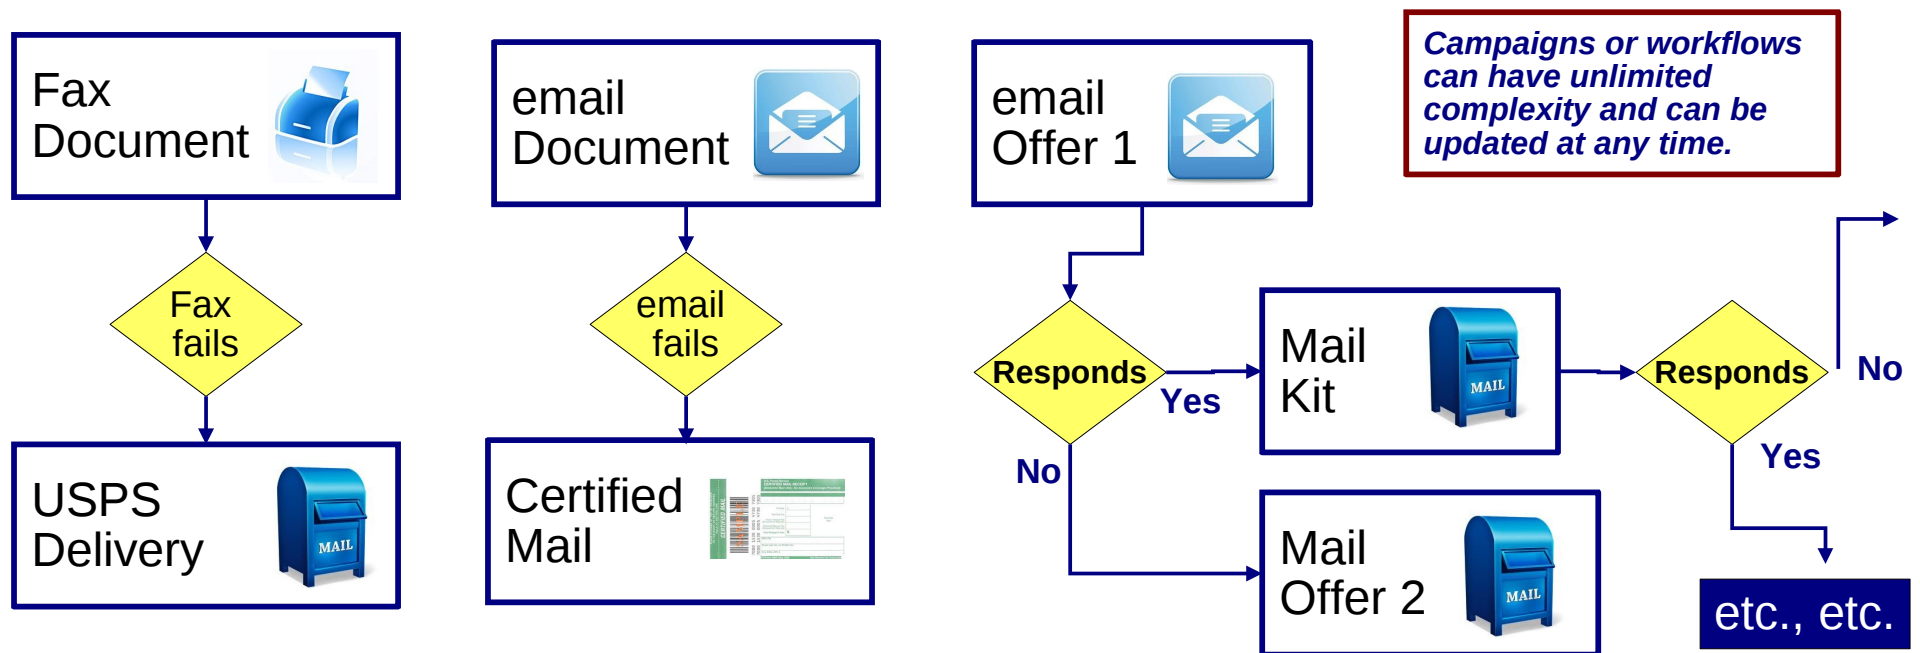 Fax
Document
Fax
fails
USPS
Delivery
MAIL
email
Document
email
fails
Certified
Mail
CERTIFIED MAIL
email
Offer 1
Responds
Yes
No
Mail
Kit
MAIL
Mail
Offer 2
MAIL
Responds
No
Yes
etc., etc.
Campaigns or workflows
can have unlimited
complexity and can be
updated at any time.